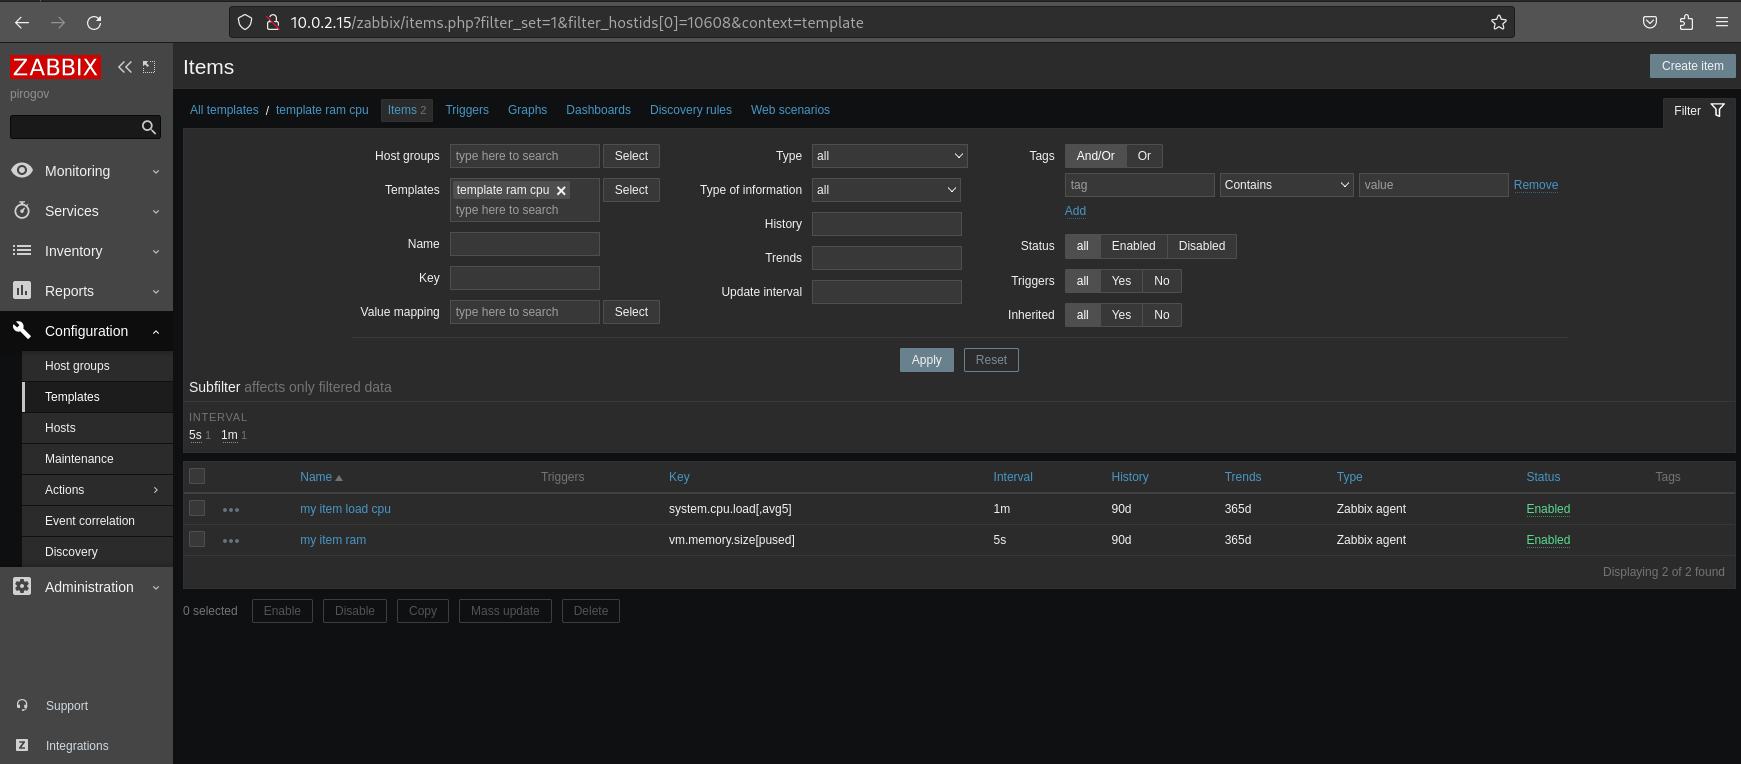 10.0.2.15/zabbix/items.php?filter_set=1&filter_hostids[0]=10608&context=template
ZABBIX
pirogov
Monitoring
Services
Inventory
Reports
Configuration
Host groups
Templates
Hosts
Maintenance
Actions
Event correlation
Discovery
Administration
Support
Z Integrations
Items
Create item
All templates / template ram cpu Items 2 Triggers Graphs Dashboards Discovery rules Web scenarios
Filter
Host groups type here to search Select
Templates template ram cpu Select
type here to search
Name
Key
Value mapping type here to search Select
Type all
Type of information all
History
Trends
Update interval
Tags And/Or Or
tag Contains value Remove
Add
Status all Enabled Disabled
Triggers all Yes No
Inherited all Yes No
Apply Reset
Subfilter affects only filtered data
INTERVAL
5s 1 1m 1
Name Triggers Key Interval History Trends Type Status Tags
my item load cpu system.cpu.load[,avg5] 1m 90d 365d Zabbix agent Enabled
my item ram vm.memory.size[pused] 5s 90d 365d Zabbix agent Enabled
Displaying 2 of 2 found
0 selected Enable Disable Copy Mass update Delete